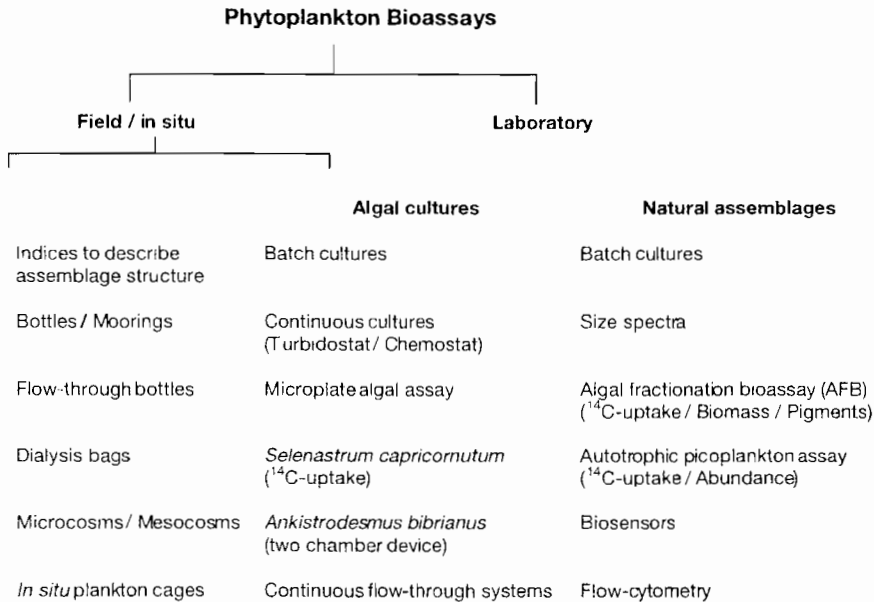 Phytoplankton Bioassays
Field / in situ
Laboratory
Algal cultures
Natural assemblages
Indices to describe
assemblage structure
Batch cultures
Batch cultures
Bottles / Moorings
Continuous cultures
(Turbidostat / Chemostat)
Size spectra
Flow-through bottles
Microplate algal assay
Algal fractionation bioassay (AFB)
(¹⁴C-uptake / Biomass / Pigments)
Dialysis bags
Selenastrum capricornutum
(¹⁴C-uptake)
Autotrophic picoplankton assay
(¹⁴C-uptake / Abundance)
Microcosms / Mesocosms
Ankistrodesmus bibrianus
(two chamber device)
Biosensors
In situ plankton cages
Continuous flow-through systems
Flow-cytometry